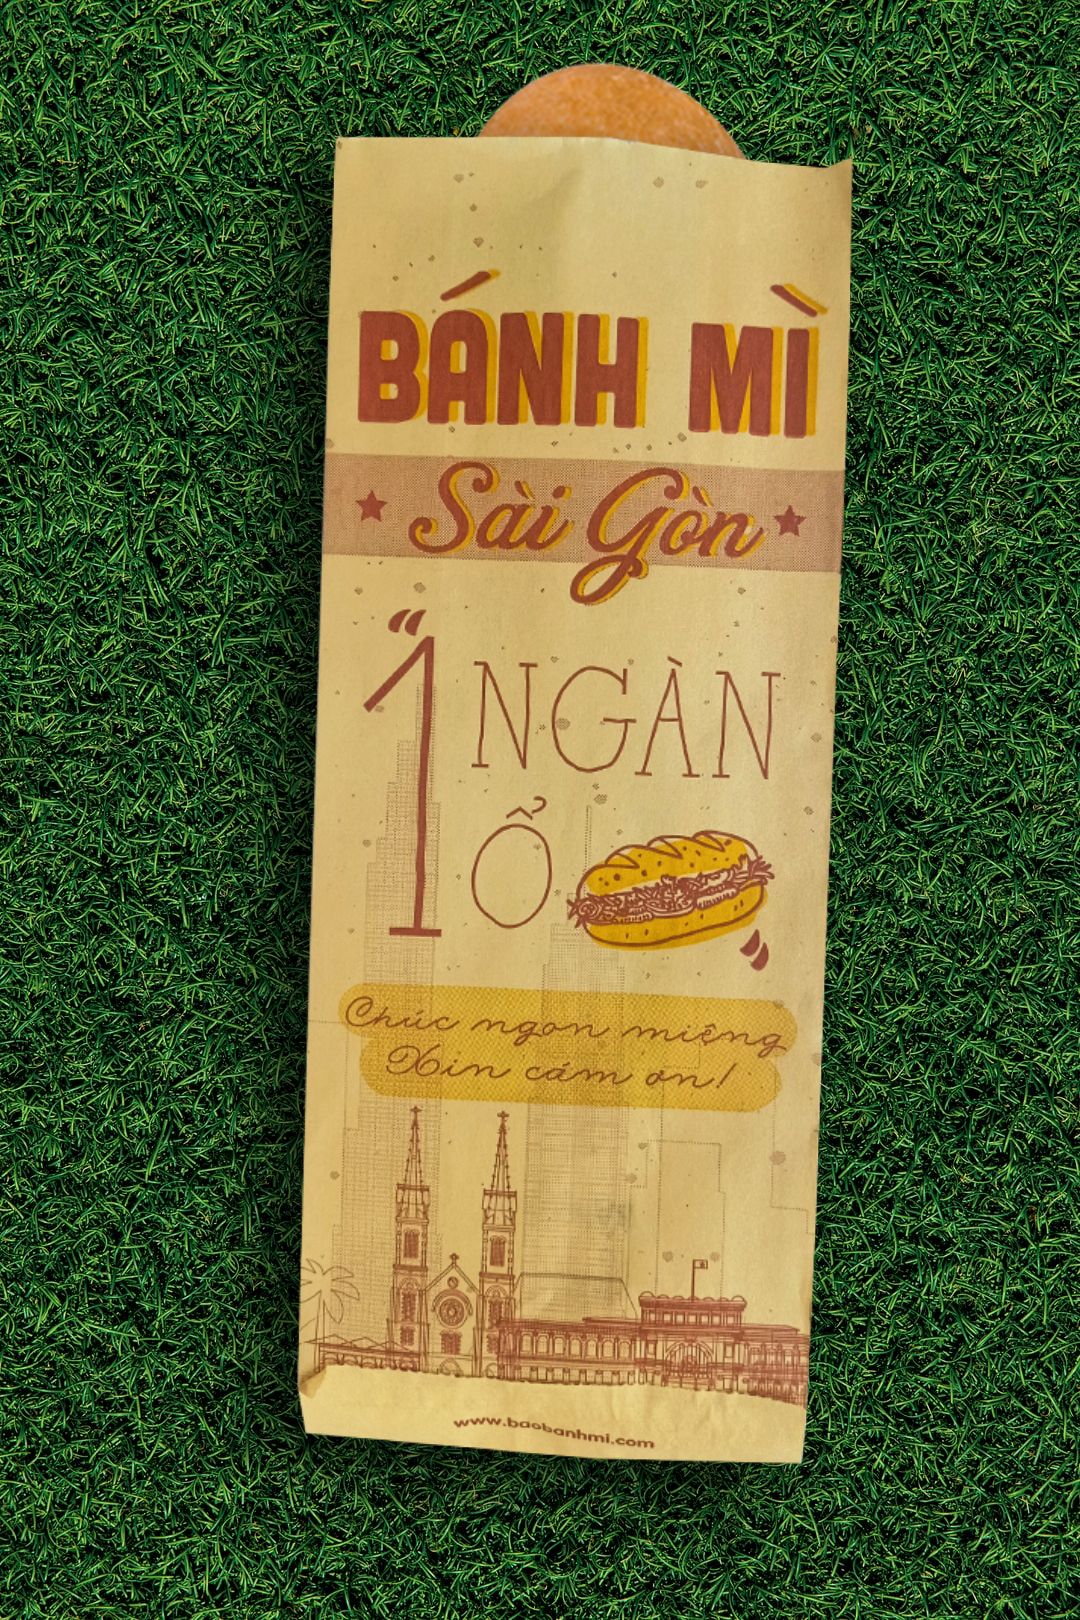 BÁNH MÌ
Sài Gòn
"1 NGÀN
Ổ"
Chúc ngon miệng
Xin cám ơn!
www.baobanhmi.com